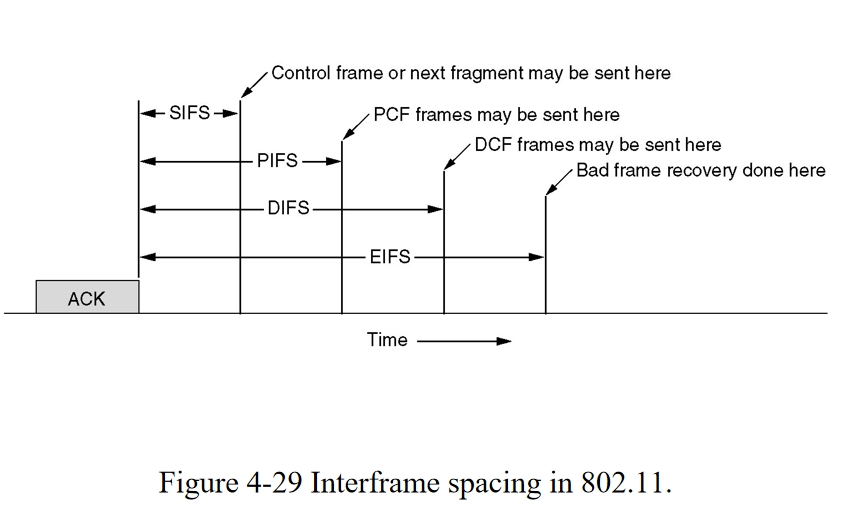 Control frame or next fragment may be sent here
SIFS
PCF frames may be sent here
DCF frames may be sent here
PIFS
Bad frame recovery done here
DIFS
EIFS
ACK
Time
Figure 4-29 Interframe spacing in 802.11.